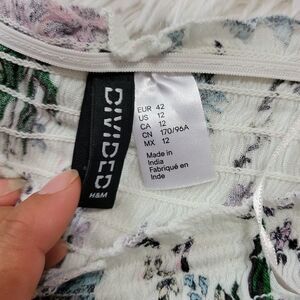 DIVIDED
H&M
EUR 42
US 12
CA 12
CN 170/96A
MX 12
Made in
India
Fabriqué en
Inde